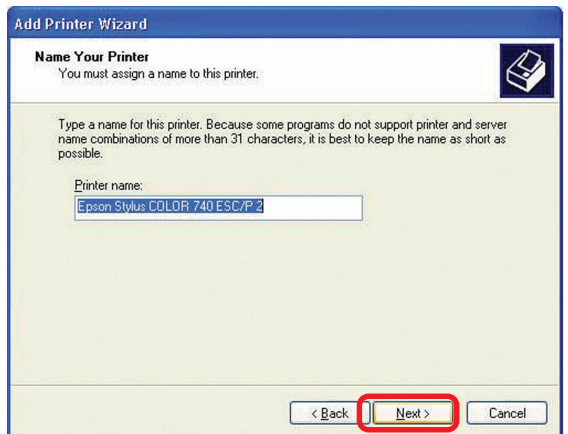 Add Printer Wizard
Name Your Printer
You must assign a name to this printer.
Type a name for this printer. Because some programs do not support printer and server
name combinations of more than 31 characters, it is best to keep the name as short as
possible.
Printer name:
Epson Stylus COLOR 740 ESC/P 2
< Back Next > Cancel